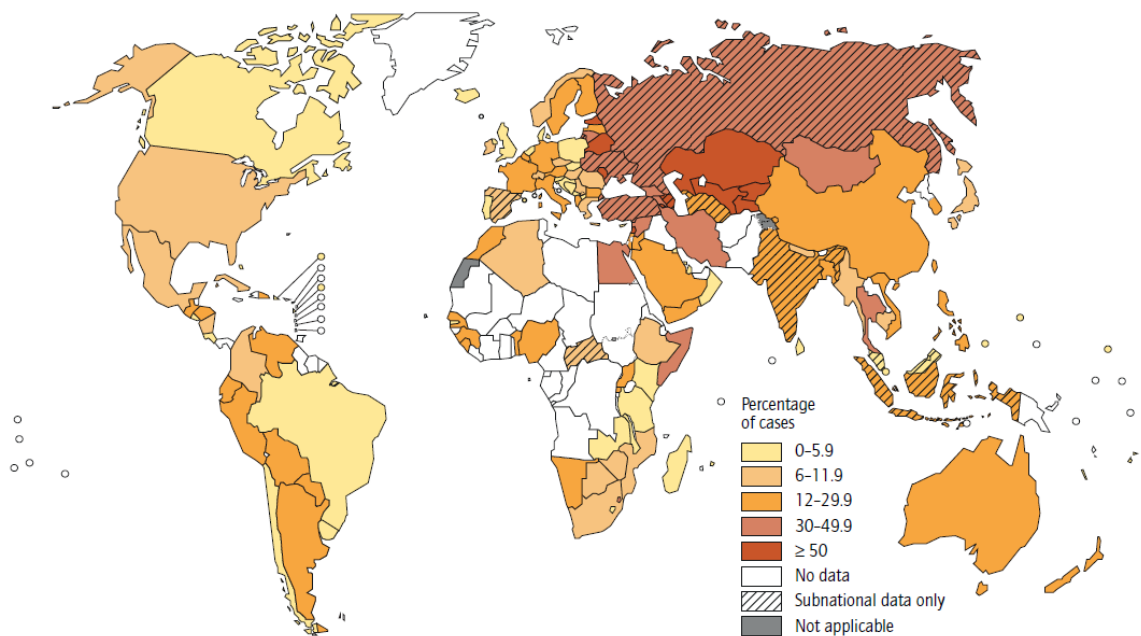 Percentage
of cases
0–5.9
6–11.9
12–29.9
30–49.9
≥ 50
No data
Subnational data only
Not applicable